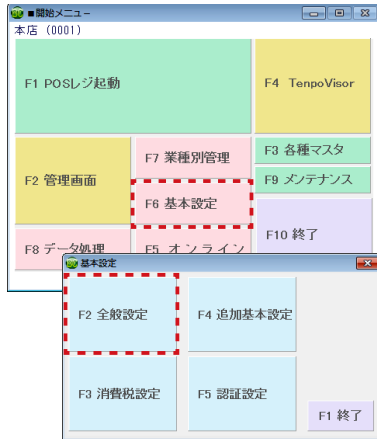 ■開始メニュー
本店 (0001)
F1 POSレジ起動
F4 TenpoVisor
F2 管理画面
F7 業種別管理
F3 各種マスタ
F9 メンテナンス
F6 基本設定
F10 終了
F8 データ処理
F5 オンライン
基本設定
F2 全般設定
F4 追加基本設定
F3 消費税設定
F5 認証設定
F1 終了